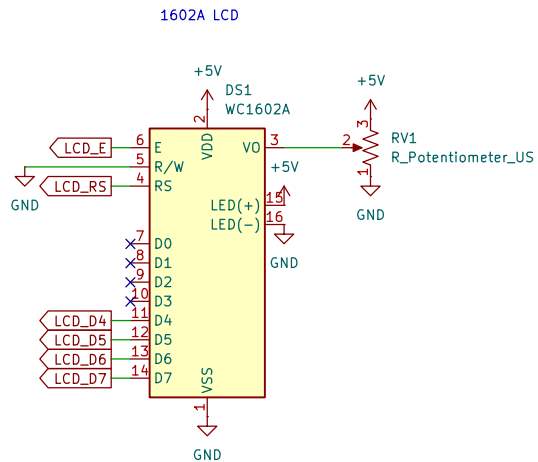 1602A LCD
+5V
DS1
WC1602A
+5V
2
VDD
LCD_E
6
E
VO
3
2
3
1
RV1
R_Potentiometer_US
5
R/W
GND
LCD_RS
4
RS
+5V
GND
LED(+)
15
LED(-)
16
GND
7
D0
8
D1
9
D2
10
D3
LCD_D4
11
D4
LCD_D5
12
D5
LCD_D6
13
D6
LCD_D7
14
D7
VSS
1
GND